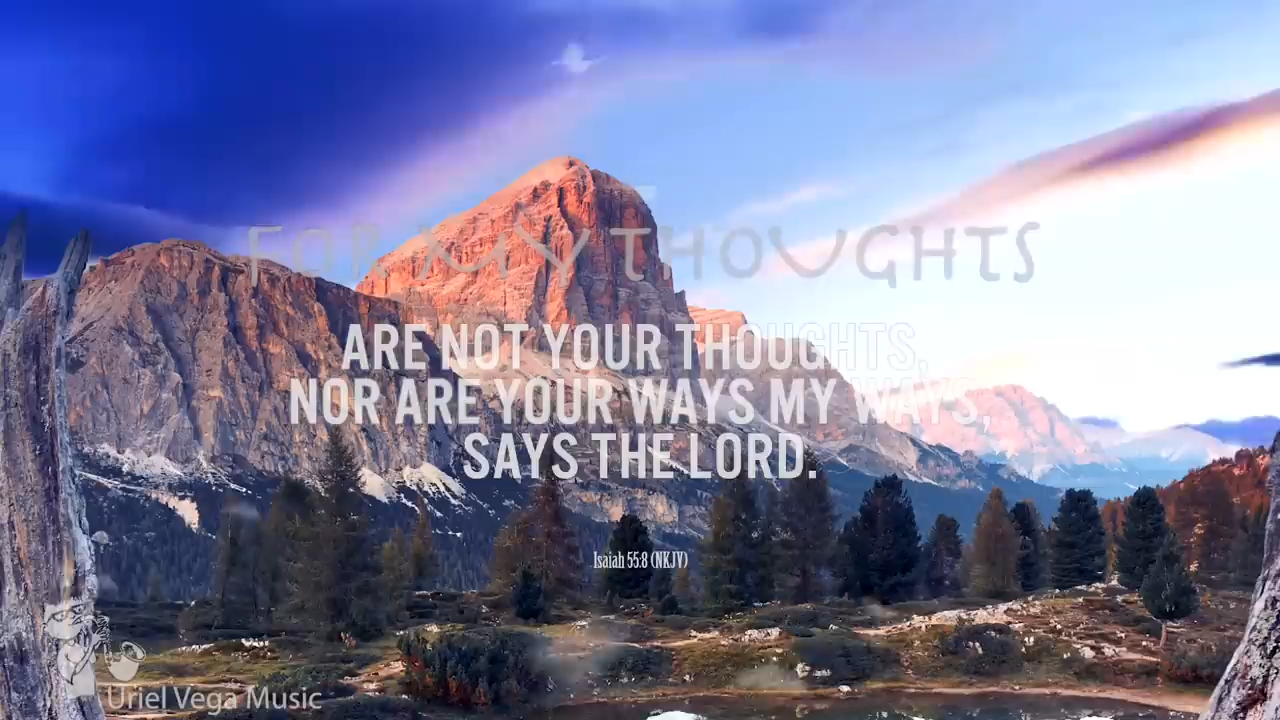 FOR MY THOUGHTS
ARE NOT YOUR THOUGHTS,
NOR ARE YOUR WAYS MY WAYS,
SAYS THE LORD.
Isaiah 55:8 (NKJV)
Uriel Vega Music